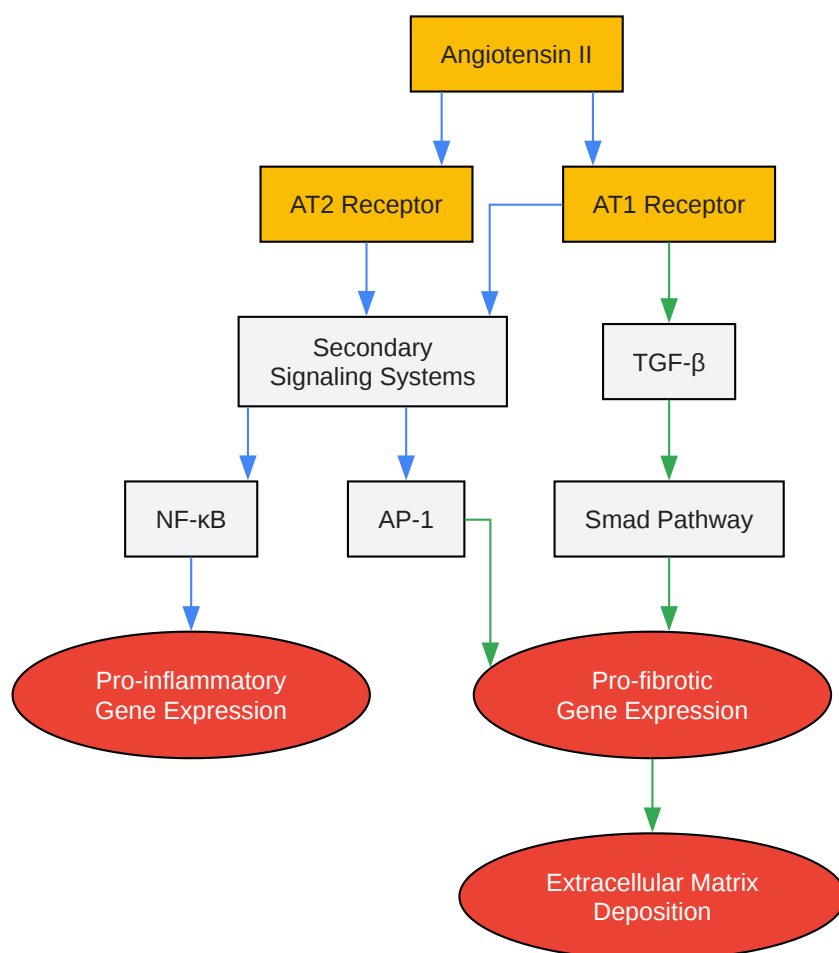 Angiotensin II
AT2 Receptor
AT1 Receptor
Secondary
Signaling Systems
TGF-β
NF-κB
AP-1
Smad Pathway
Pro-inflammatory
Gene Expression
Pro-fibrotic
Gene Expression
Extracellular Matrix
Deposition